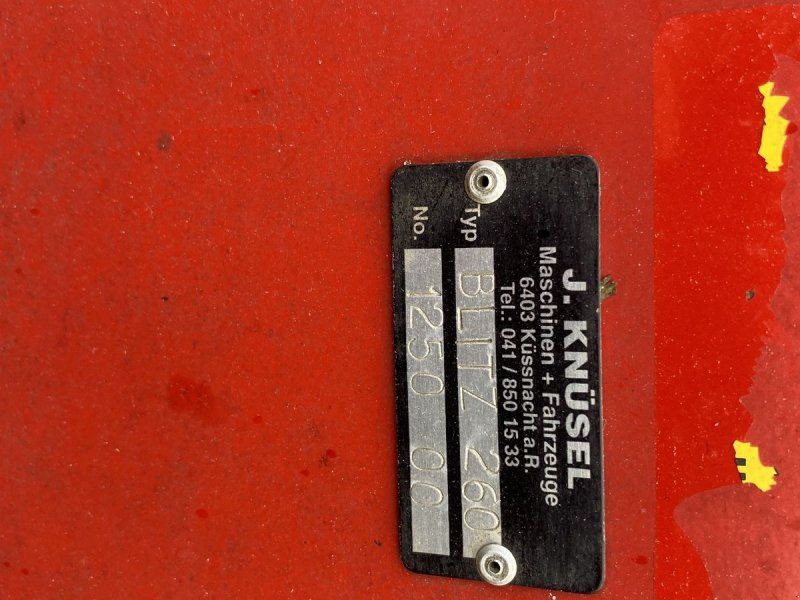 J. KNÜSEL
Maschinen + Fahrzeuge
6403 Küssnacht a.R.
Tel.: 041 / 850 15 33
Typ BLITZ 260
No. 1250 00